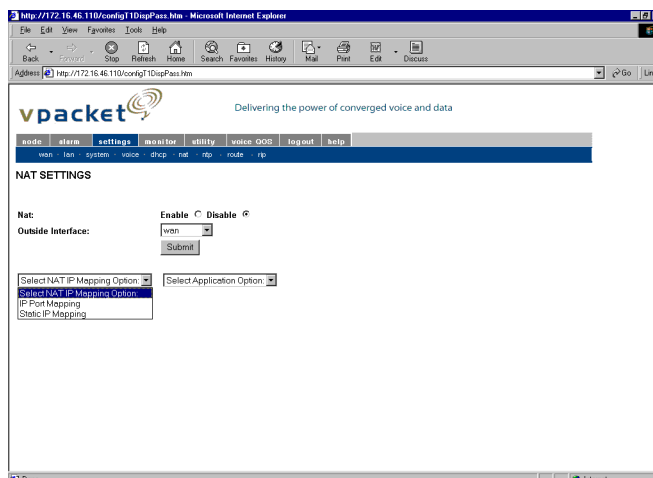 http://172.16.46.110/configT1DispPass.htm - Microsoft Internet Explorer
File Edit View Favorites Tools Help
Back Forward Stop Refresh Home Search Favorites History Mail Print Edit Discuss
Address http://172.16.46.110/configT1DispPass.htm Go Lin
vpacket Delivering the power of converged voice and data
node alarm settings monitor utility voice QOS logout help
wan · lan · system · voice · dhcp · nat · ntp · route · rip
NAT SETTINGS
Nat: Enable Disable
Outside Interface: wan
Submit
Select NAT IP Mapping Option: Select Application Option:
Select NAT IP Mapping Option:
IP Port Mapping
Static IP Mapping